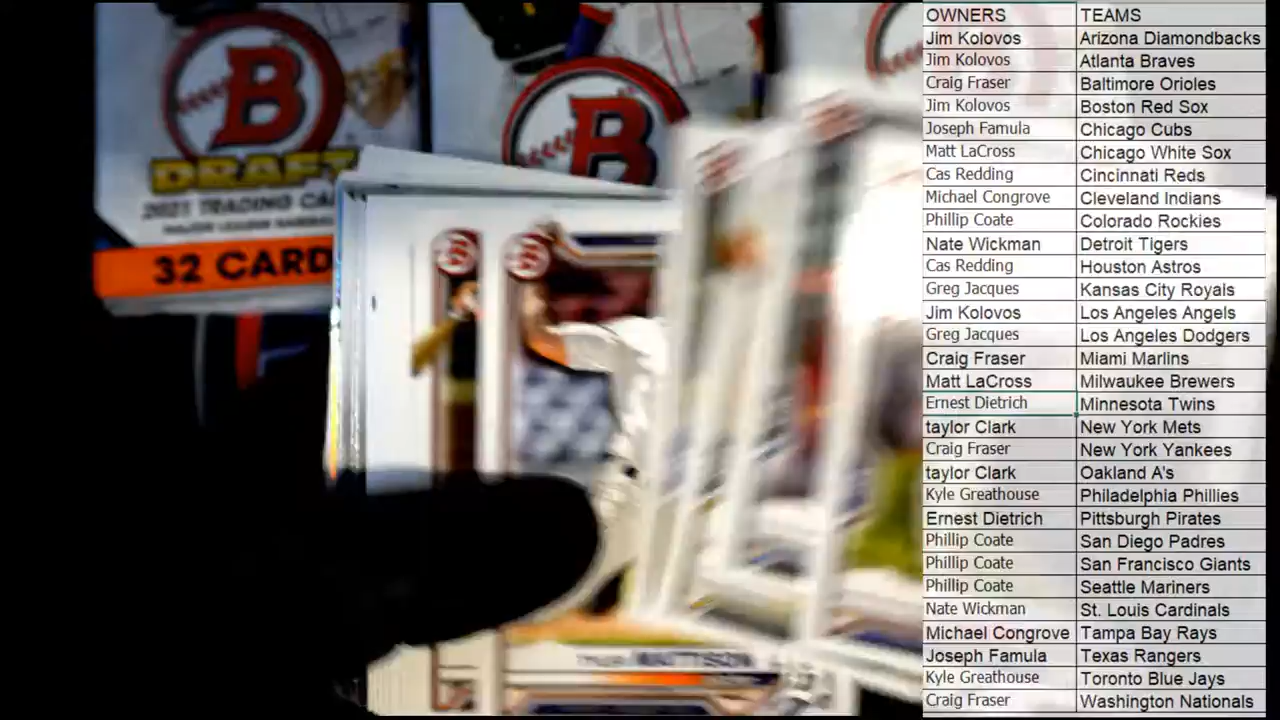 B
DRAFT
2021 TRADING CA
MAJOR LEAGUE
32 CARD
B
B
B
MATTISON
OWNERS TEAMS
Jim Kolovos Arizona Diamondbacks
Jim Kolovos Atlanta Braves
Craig Fraser Baltimore Orioles
Jim Kolovos Boston Red Sox
Joseph Famula Chicago Cubs
Matt LaCross Chicago White Sox
Cas Redding Cincinnati Reds
Michael Congrove Cleveland Indians
Phillip Coate Colorado Rockies
Nate Wickman Detroit Tigers
Cas Redding Houston Astros
Greg Jacques Kansas City Royals
Jim Kolovos Los Angeles Angels
Greg Jacques Los Angeles Dodgers
Craig Fraser Miami Marlins
Matt LaCross Milwaukee Brewers
Ernest Dietrich Minnesota Twins
taylor Clark New York Mets
Craig Fraser New York Yankees
taylor Clark Oakland A's
Kyle Greathouse Philadelphia Phillies
Ernest Dietrich Pittsburgh Pirates
Phillip Coate San Diego Padres
Phillip Coate San Francisco Giants
Phillip Coate Seattle Mariners
Nate Wickman St. Louis Cardinals
Michael Congrove Tampa Bay Rays
Joseph Famula Texas Rangers
Kyle Greathouse Toronto Blue Jays
Craig Fraser Washington Nationals